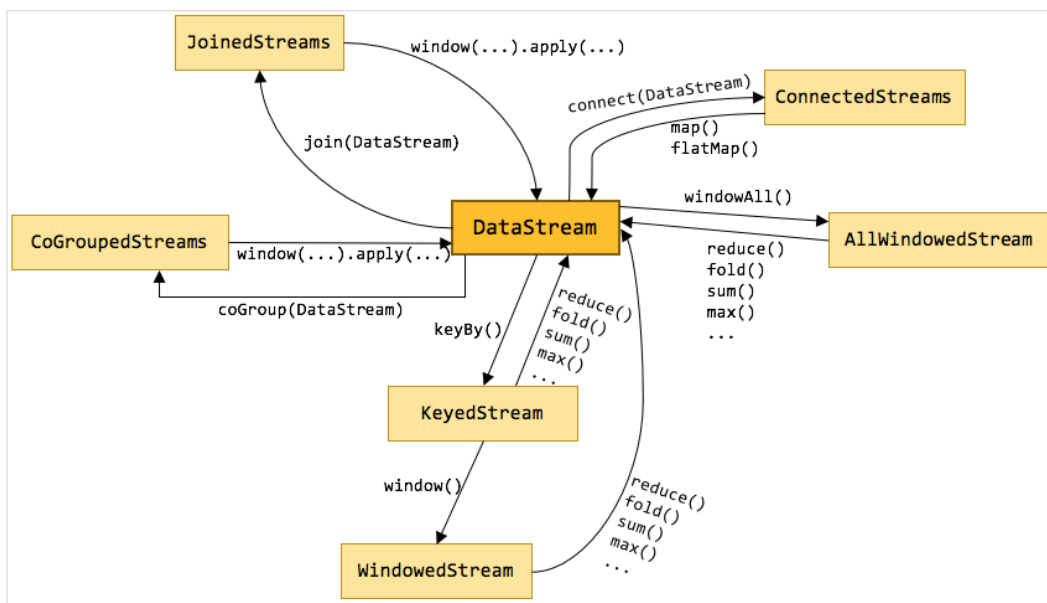 JoinedStreams
window(...).apply(...)
connect(DataStream)
ConnectedStreams
map()
flatMap()
join(DataStream)
windowAll()
DataStream
CoGroupedStreams
window(...).apply(...)
AllWindowedStream
reduce()
fold()
sum()
max()
...
coGroup(DataStream)
keyBy()
reduce()
fold()
sum()
max()
...
KeyedStream
window()
reduce()
fold()
sum()
max()
...
WindowedStream